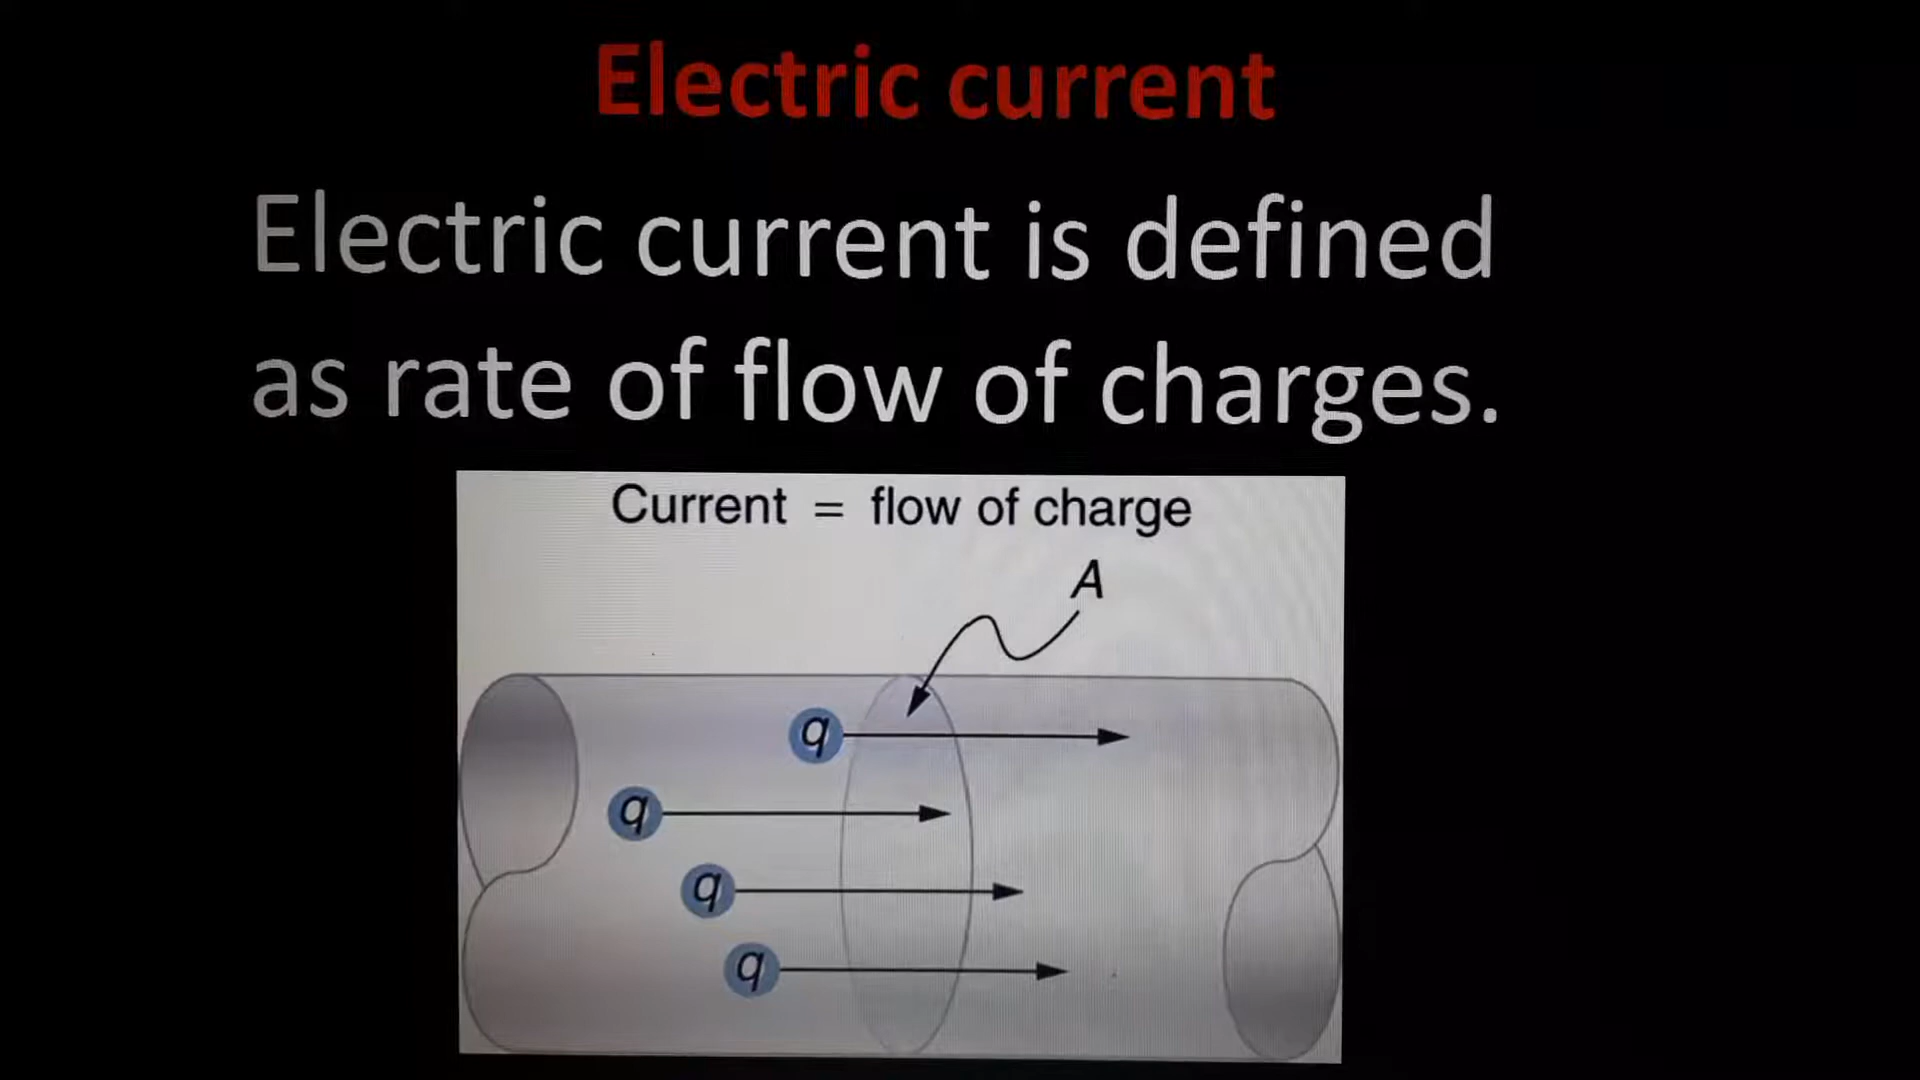 Electric current
Electric current is defined
as rate of flow of charges.
Current = flow of charge
A
q
q
q
q